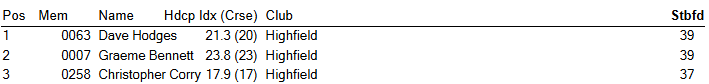 Pos Mem Name Hdcp Idx (Crse) Club Stbfd
1 0063 Dave Hodges 21.3 (20) Highfield 39
2 0007 Graeme Bennett 23.8 (23) Highfield 39
3 0258 Christopher Corry 17.9 (17) Highfield 37